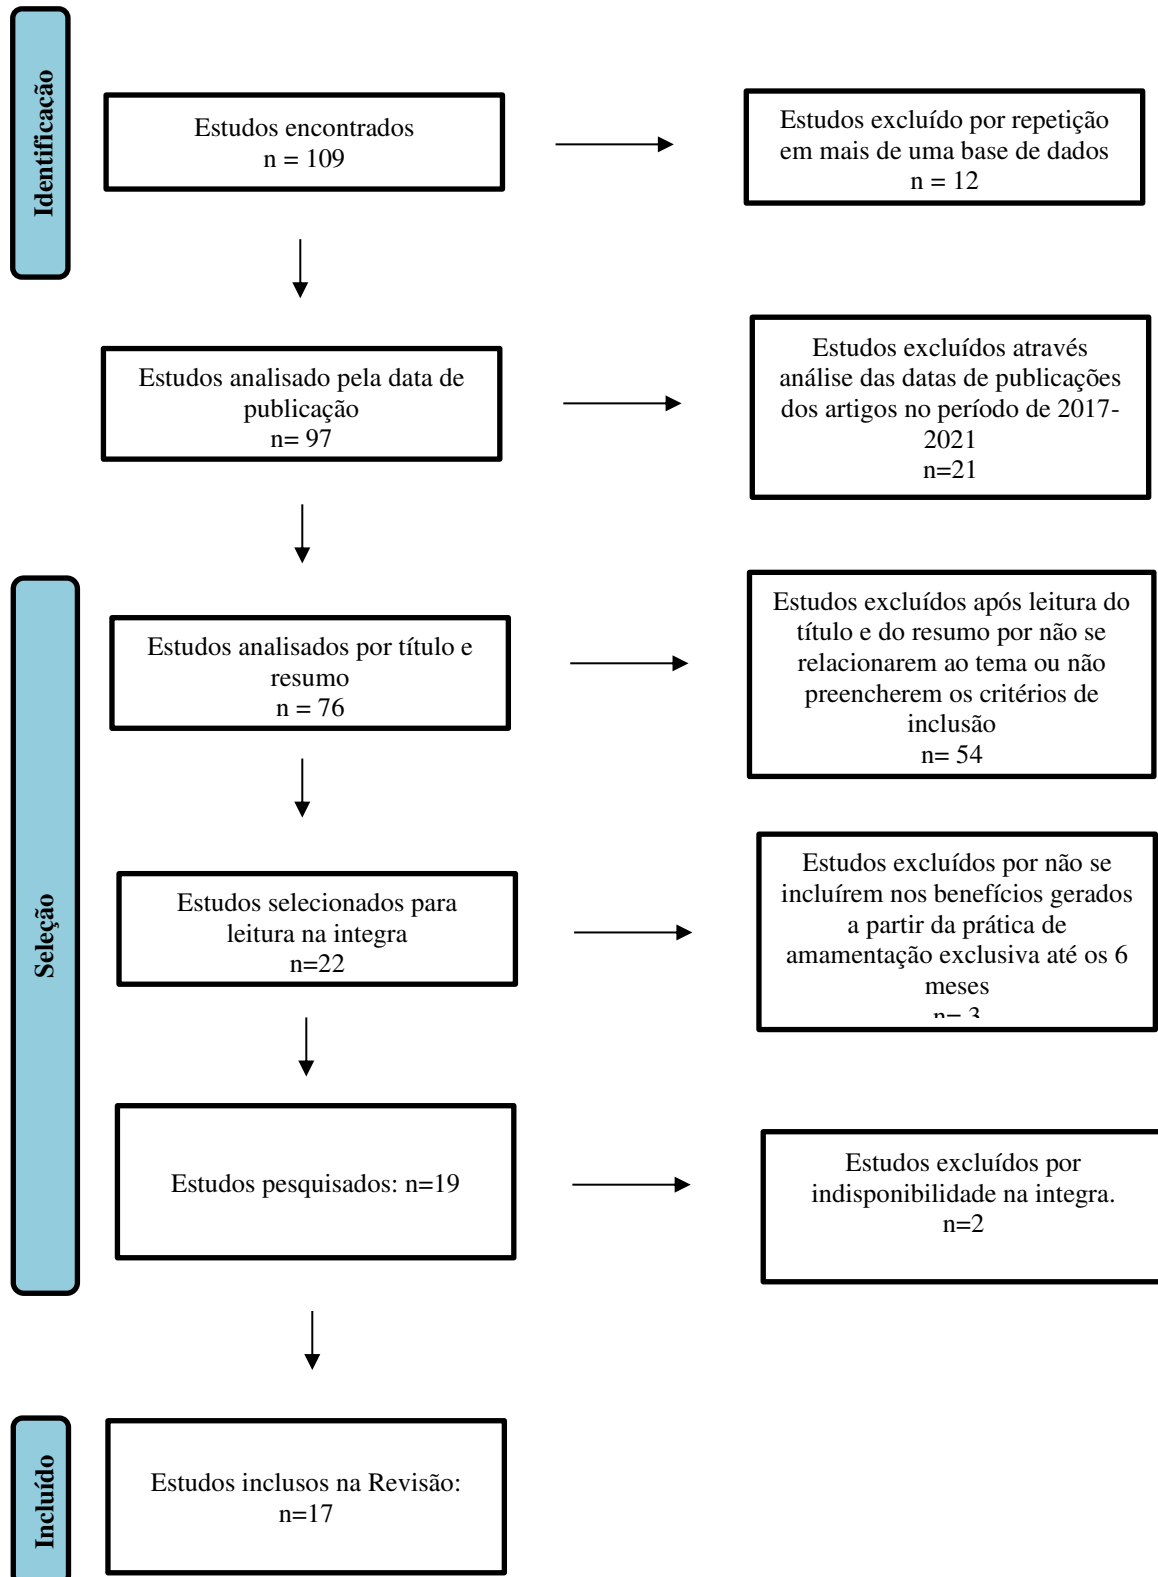 Identificação
Estudos encontrados
n = 109
Estudos excluído por repetição
em mais de uma base de dados
n = 12
Estudos analisado pela data de
publicação
n= 97
Estudos excluídos através
análise das datas de publicações
dos artigos no período de 2017-
2021
n=21
Seleção
Estudos analisados por título e
resumo
n = 76
Estudos excluídos após leitura do
título e do resumo por não se
relacionarem ao tema ou não
preencherem os critérios de
inclusão
n= 54
Estudos selecionados para
leitura na integra
n=22
Estudos excluídos por não se
incluírem nos benefícios gerados
a partir da prática de
amamentação exclusiva até os 6
meses
n= 3
Estudos pesquisados: n=19
Estudos excluídos por
indisponibilidade na integra.
n=2
Incluído
Estudos inclusos na Revisão:
n=17